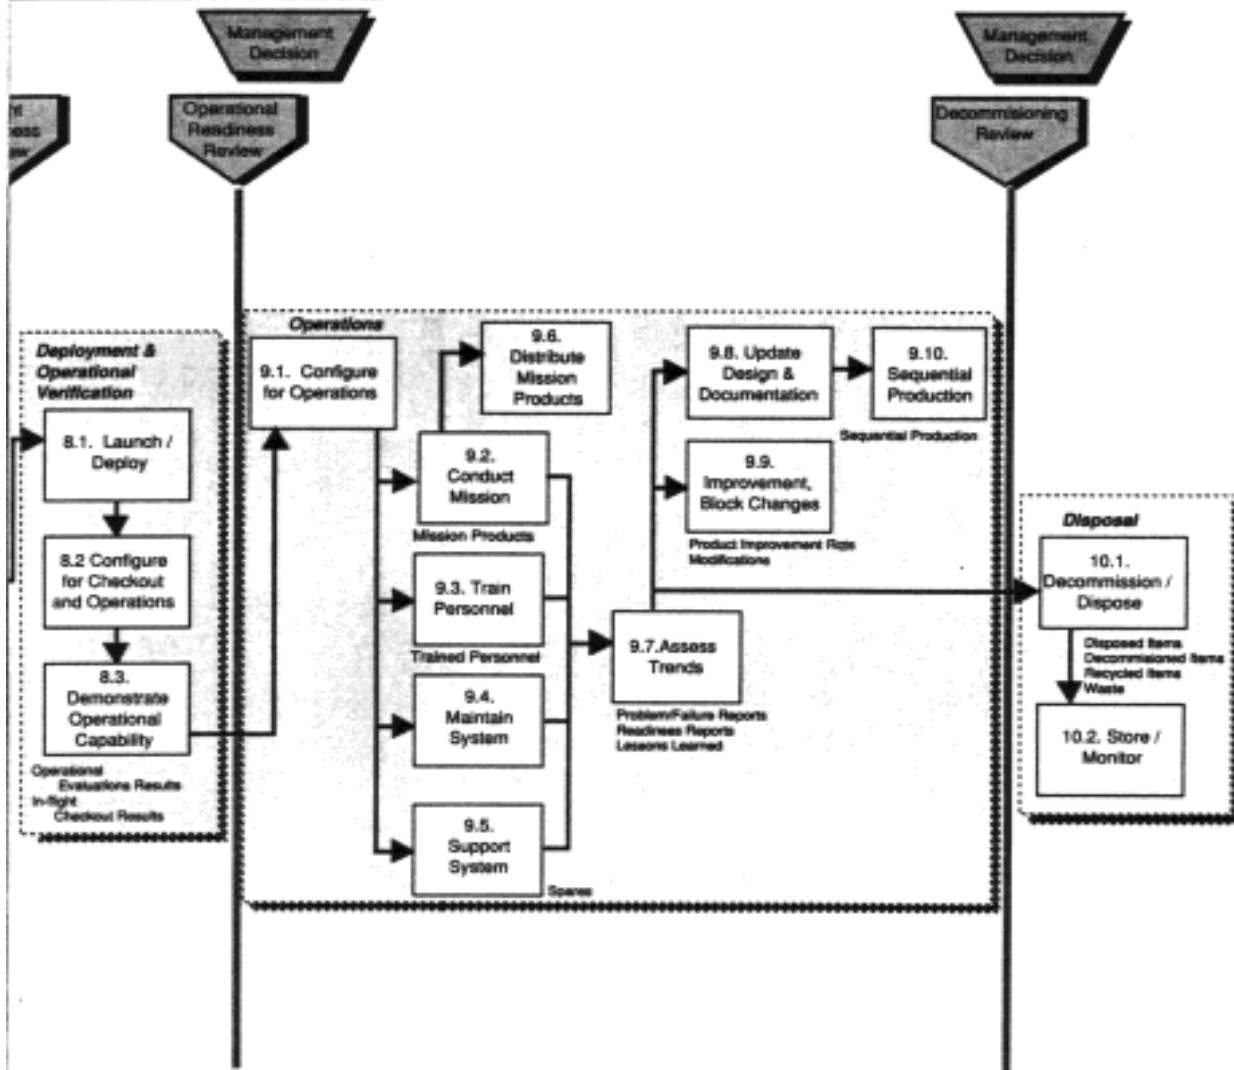 Management
Decision
Management
Decision
Operational
Readiness
Review
Decommisioning
Review
Operations
Deployment &
Operational
Verification
8.1. Launch /
Deploy
8.2 Configure
for Checkout
and Operations
8.3.
Demonstrate
Operational
Capability
Operational
Evaluations Results
In-flight
Checkout Results
9.1. Configure
for Operations
9.6.
Distribute
Mission
Products
9.2.
Conduct
Mission
Mission Products
9.3. Train
Personnel
Trained Personnel
9.4.
Maintain
System
9.5.
Support
System
Spares
9.7.Assess
Trends
Problem/Failure Reports
Readiness Reports
Lessons Learned
9.8. Update
Design &
Documentation
9.10.
Sequential
Production
Sequential Production
9.9.
Improvement,
Block Changes
Product Improvement Rqts
Modifications
Disposal
10.1.
Decommission /
Dispose
Disposed Items
Decommisioned Items
Recycled Items
Waste
10.2. Store /
Monitor